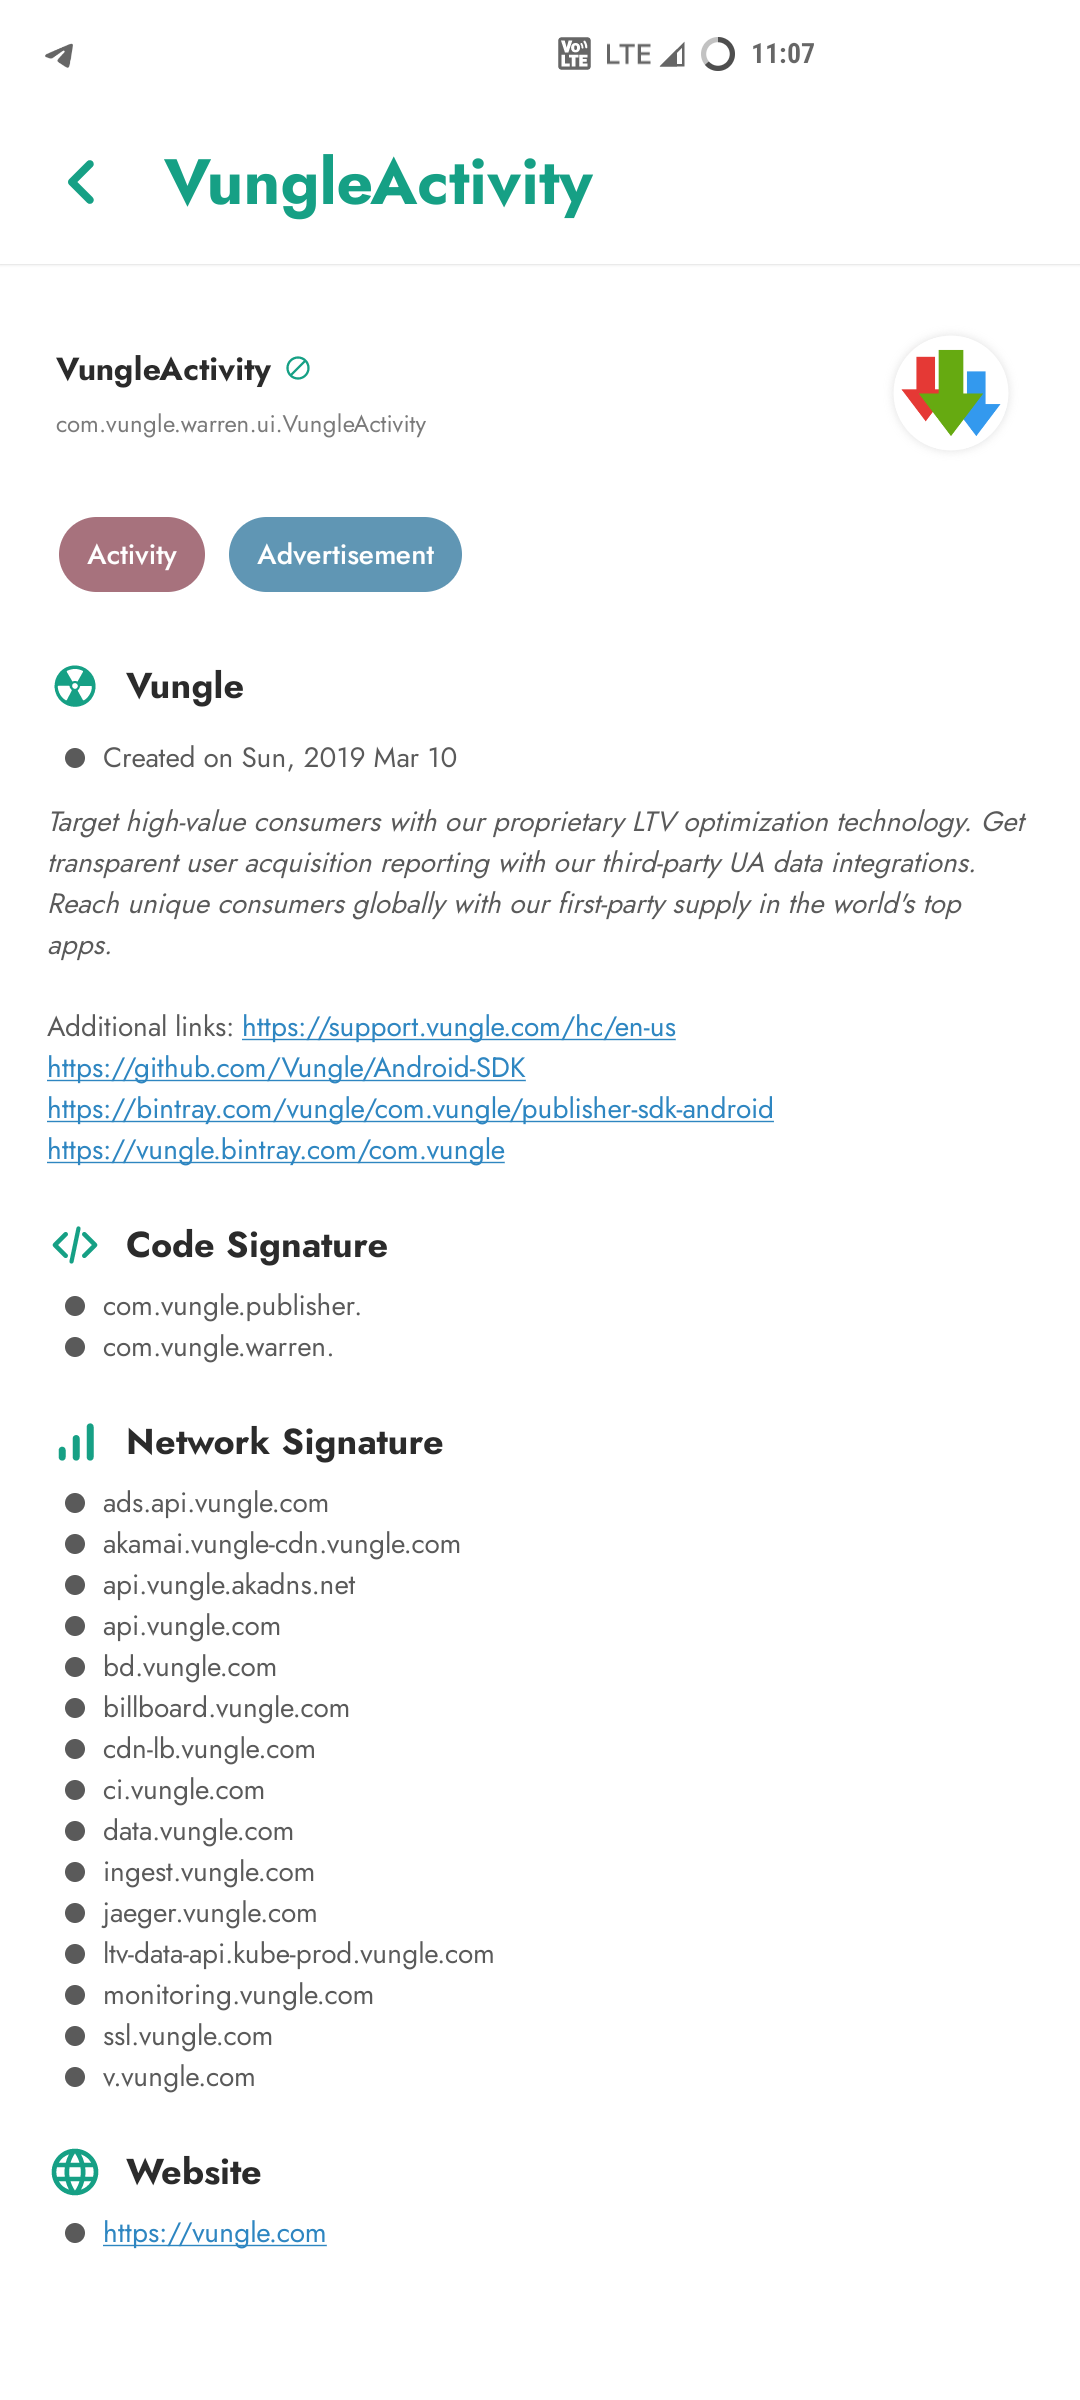 Vo LTE LTE 11:07
VungleActivity
VungleActivity
com.vungle.warren.ui.VungleActivity
Activity Advertisement
Vungle
Created on Sun, 2019 Mar 10
Target high-value consumers with our proprietary LTV optimization technology. Get
transparent user acquisition reporting with our third-party UA data integrations.
Reach unique consumers globally with our first-party supply in the world's top
apps.
Additional links: https://support.vungle.com/hc/en-us
https://github.com/Vungle/Android-SDK
https://bintray.com/vungle/com.vungle/publisher-sdk-android
https://vungle.bintray.com/com.vungle
Code Signature
com.vungle.publisher.
com.vungle.warren.
Network Signature
ads.api.vungle.com
akamai.vungle-cdn.vungle.com
api.vungle.akadns.net
api.vungle.com
bd.vungle.com
billboard.vungle.com
cdn-lb.vungle.com
ci.vungle.com
data.vungle.com
ingest.vungle.com
jaeger.vungle.com
ltv-data-api.kube-prod.vungle.com
monitoring.vungle.com
ssl.vungle.com
v.vungle.com
Website
https://vungle.com